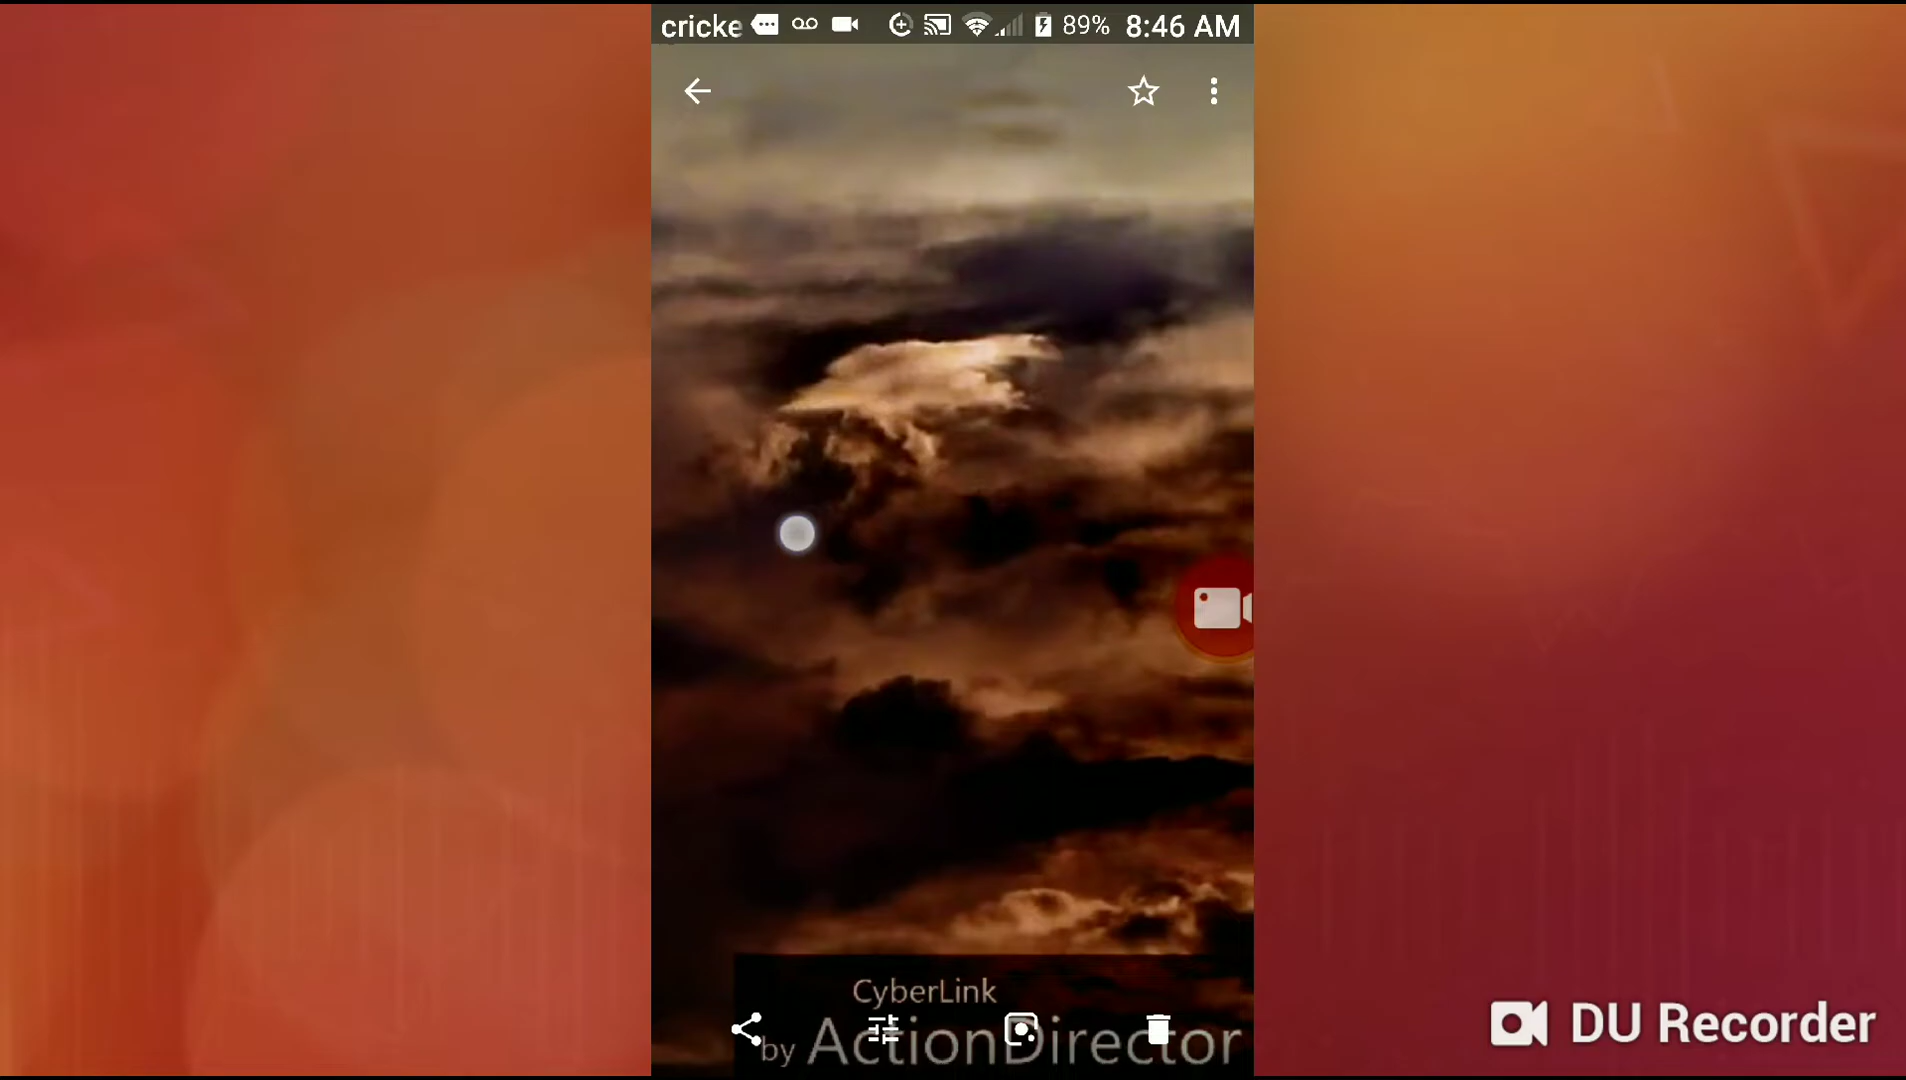 cricke 89% 8:46 AM
CyberLink
by ActionDirector
DU Recorder